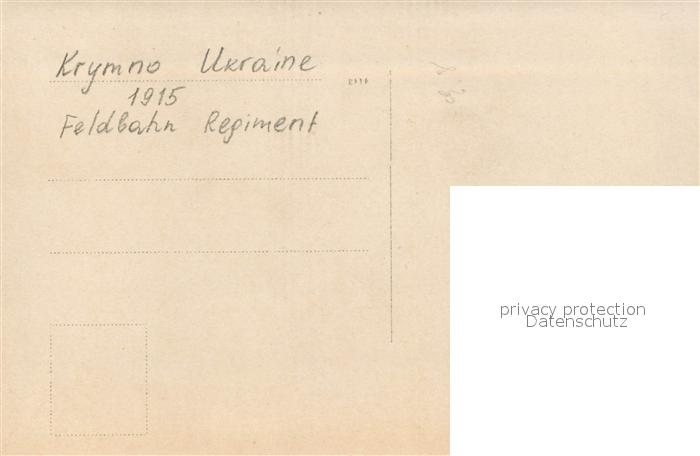 Krymno Ukraine
1915
Feldbahn Regiment
privacy protection
Datenschutz